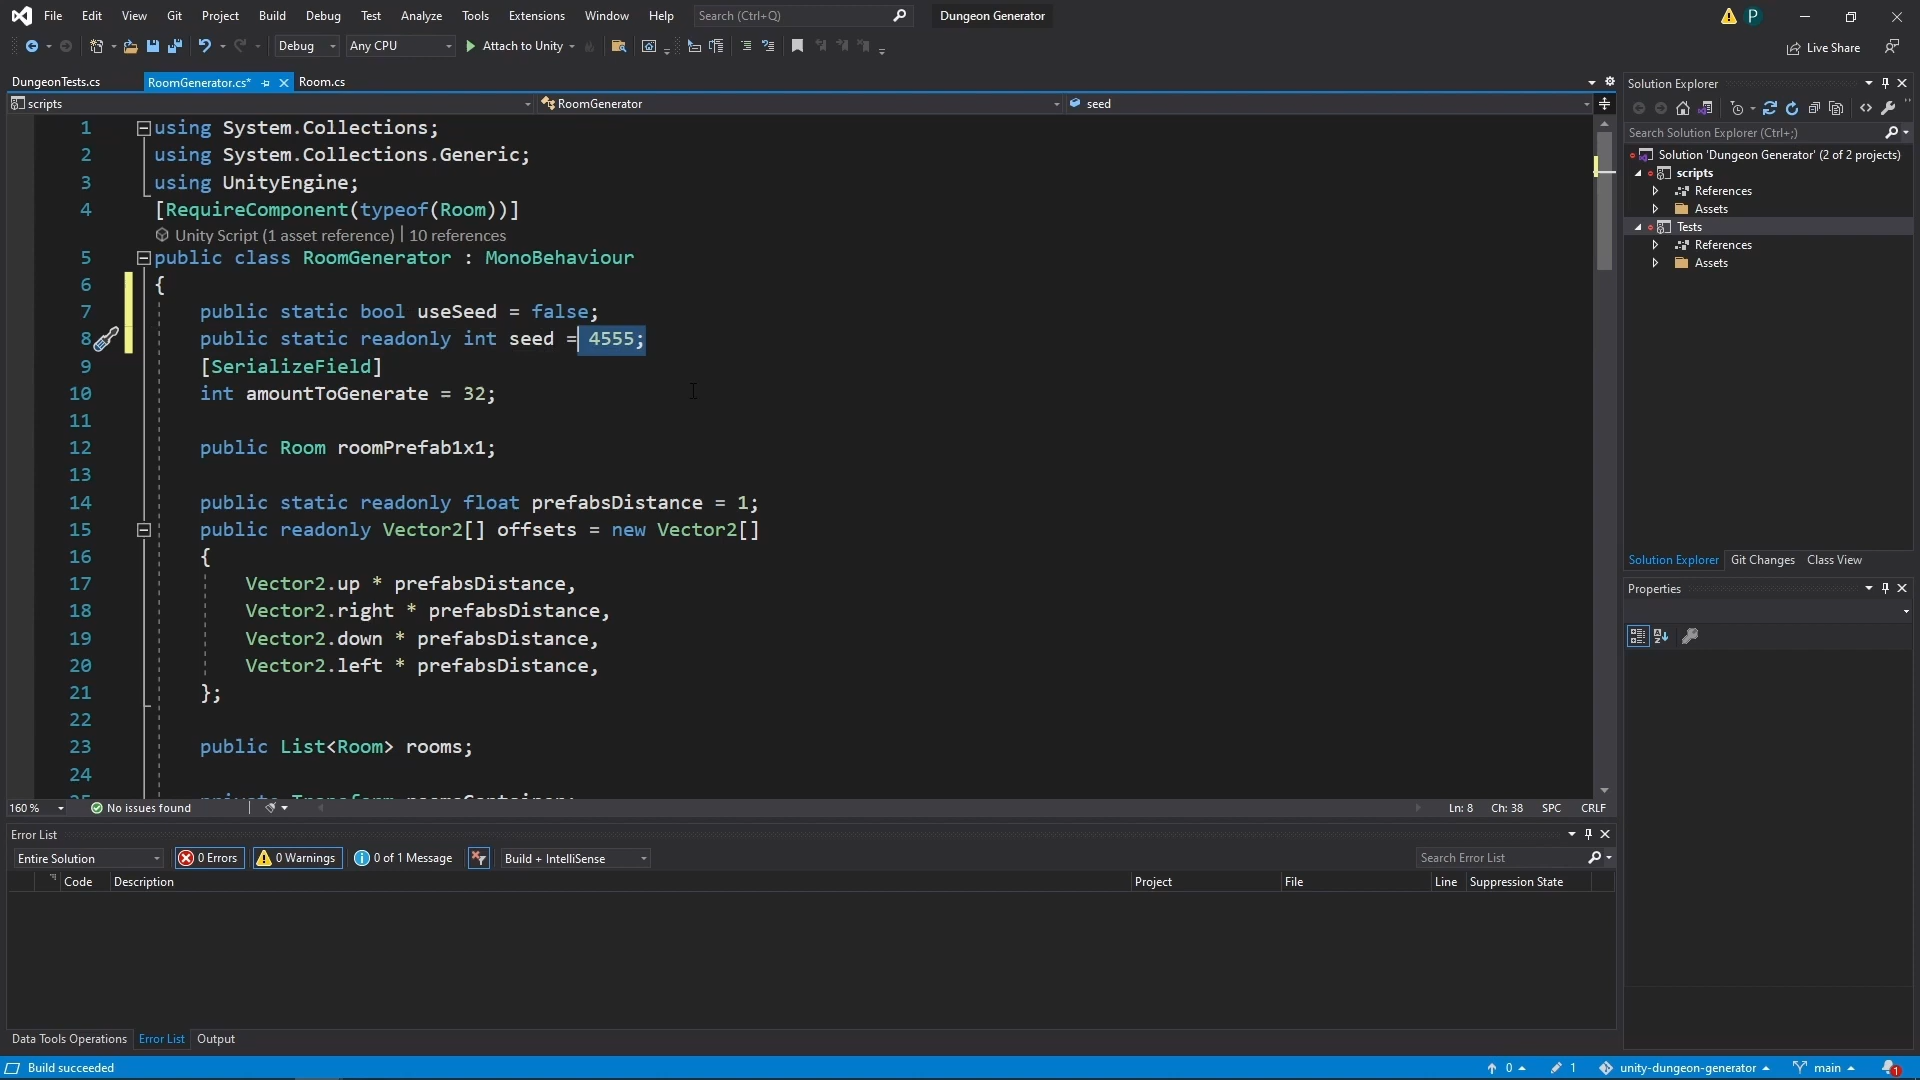 File Edit View Git Project Build Debug Test Analyze Tools Extensions Window Help Search (Ctrl+Q) Dungeon Generator P
Debug Any CPU Attach to Unity Live Share
DungeonTests.cs RoomGenerator.cs* Room.cs
scripts RoomGenerator seed
1 using System.Collections;
2 using System.Collections.Generic;
3 using UnityEngine;
4 [RequireComponent(typeof(Room))]
Unity Script (1 asset reference) | 10 references
5 public class RoomGenerator : MonoBehaviour
6 {
7 public static bool useSeed = false;
8 public static readonly int seed = 4555;
9 [SerializeField]
10 int amountToGenerate = 32;
11
12 public Room roomPrefab1x1;
13
14 public static readonly float prefabsDistance = 1;
15 public readonly Vector2[] offsets = new Vector2[]
16 {
17 Vector2.up * prefabsDistance,
18 Vector2.right * prefabsDistance,
19 Vector2.down * prefabsDistance,
20 Vector2.left * prefabsDistance,
21 };
22
23 public List<Room> rooms;
24
160 % No issues found Ln: 8 Ch: 38 SPC CRLF
Error List
Entire Solution 0 Errors 0 Warnings 0 of 1 Message Build + IntelliSense Search Error List
Code Description Project File Line Suppression State
Data Tools Operations Error List Output
Solution Explorer
Search Solution Explorer (Ctrl+;)
Solution 'Dungeon Generator' (2 of 2 projects)
scripts
References
Assets
Tests
References
Assets
Solution Explorer Git Changes Class View
Properties
Build succeeded 0 1 unity-dungeon-generator main 1